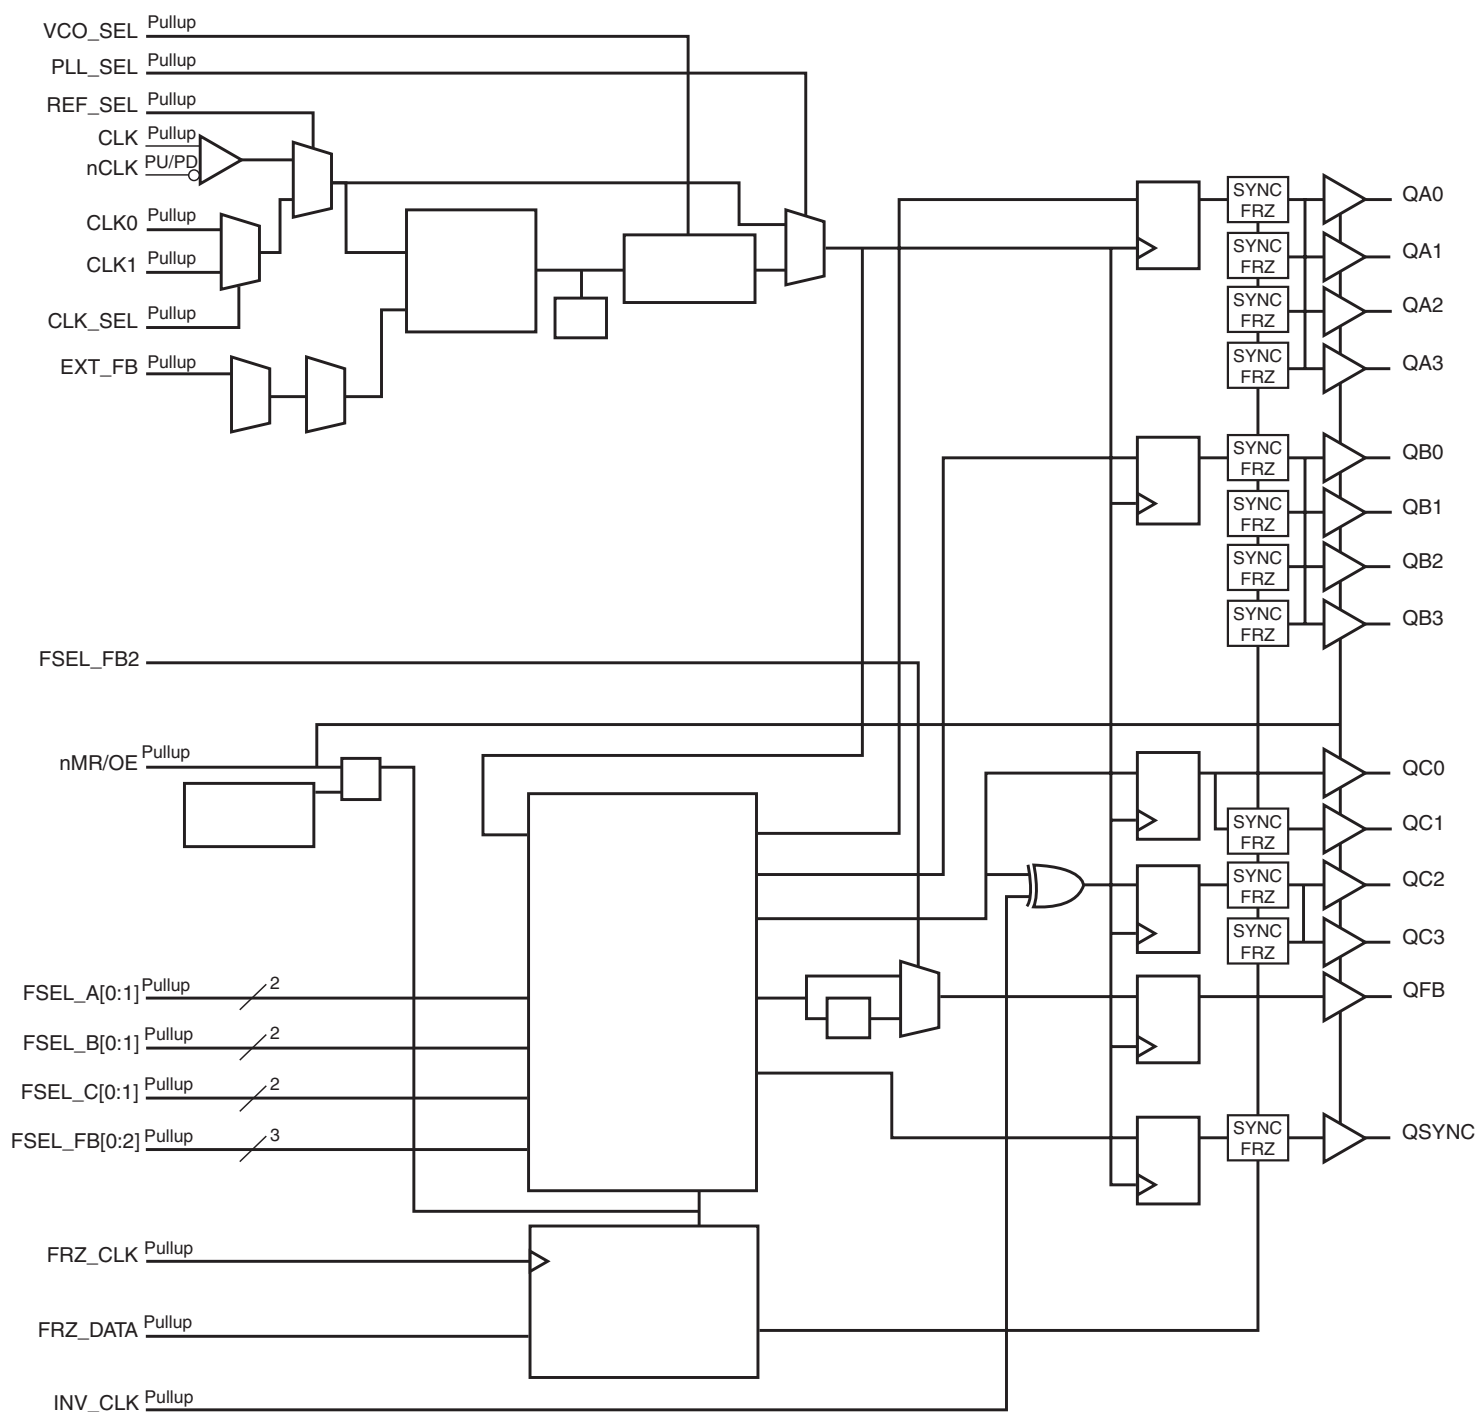 VCO_SEL Pullup
PLL_SEL Pullup
REF_SEL Pullup
CLK Pullup
nCLK PU/PD
CLK0 Pullup
CLK1 Pullup
CLK_SEL Pullup
EXT_FB Pullup
FSEL_FB2
nMR/OE Pullup
FSEL_A[0:1] Pullup 2
FSEL_B[0:1] Pullup 2
FSEL_C[0:1] Pullup 2
FSEL_FB[0:2] Pullup 3
FRZ_CLK Pullup
FRZ_DATA Pullup
INV_CLK Pullup
SYNC
FRZ
QA0
SYNC
FRZ
QA1
SYNC
FRZ
QA2
SYNC
FRZ
QA3
SYNC
FRZ
QB0
SYNC
FRZ
QB1
SYNC
FRZ
QB2
SYNC
FRZ
QB3
QC0
SYNC
FRZ
QC1
SYNC
FRZ
QC2
SYNC
FRZ
QC3
QFB
SYNC
FRZ
QSYNC